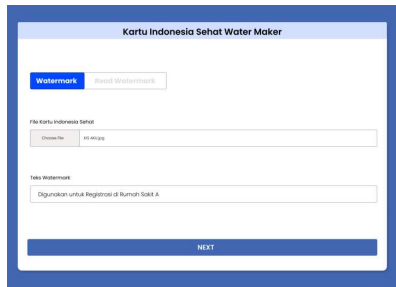 Kartu Indonesia Sehat Water Maker
Watermark Read Watermark
File Kartu Indonesia Sehat
Choose File KIS Aklis.jpg
Teks Watermark
Digunakan untuk Registrasi di Rumah Sakit A
NEXT